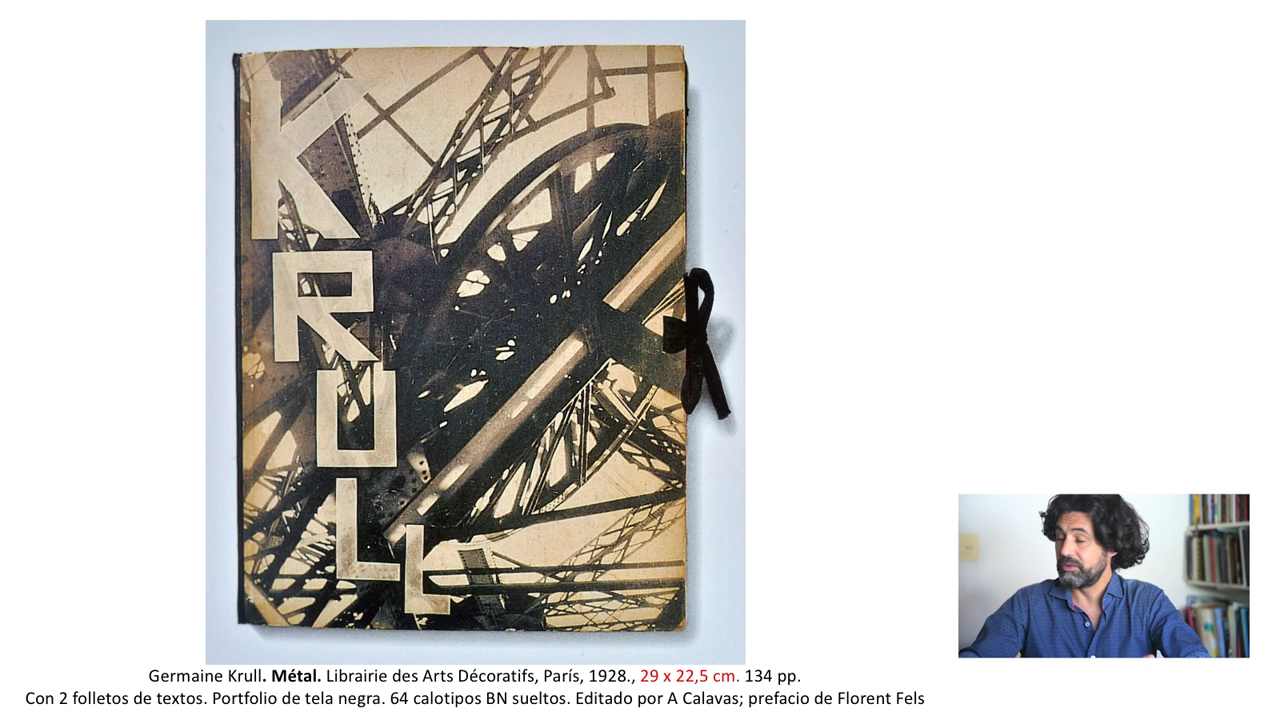 KRULL
Germaine Krull. Métal. Librairie des Arts Décoratifs, París, 1928., 29 x 22,5 cm. 134 pp.
Con 2 folletos de textos. Portfolio de tela negra. 64 calotipos BN sueltos. Editado por A Calavas; prefacio de Florent Fels